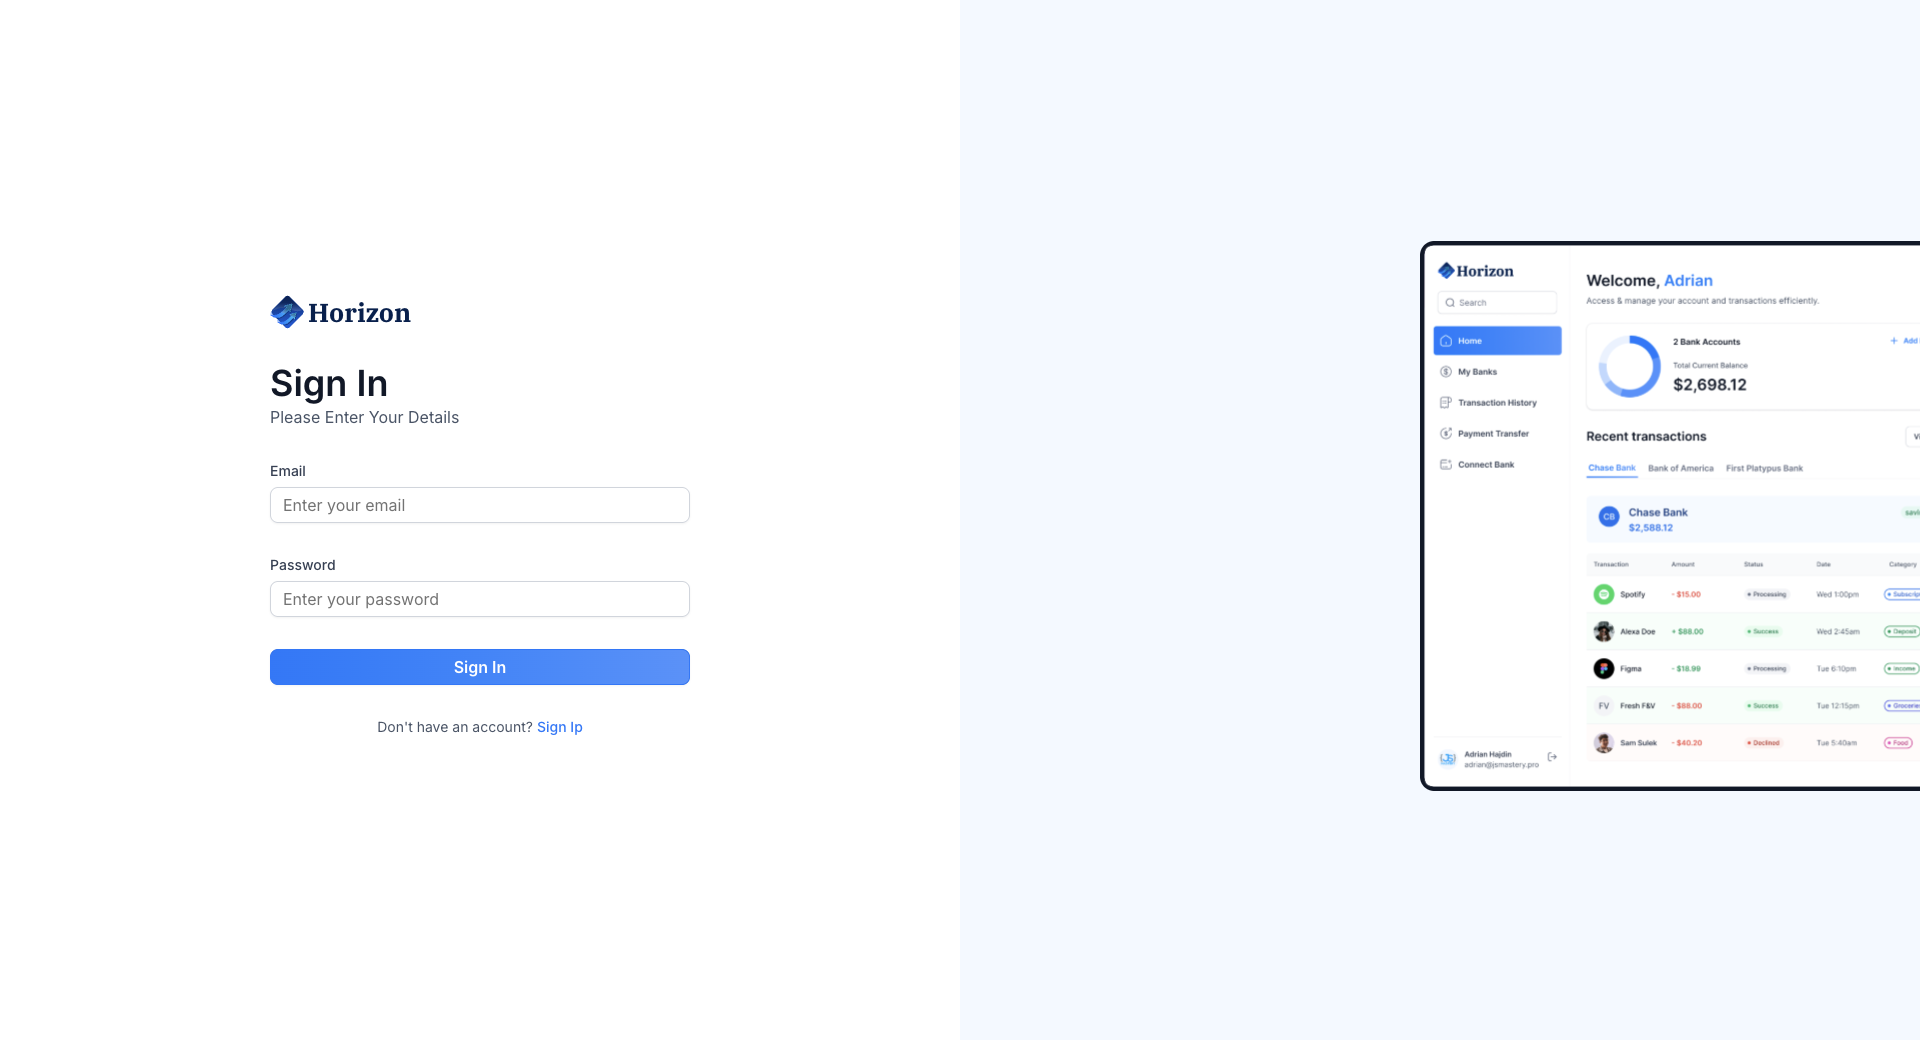 Horizon
Sign In
Please Enter Your Details
Email
Enter your email
Password
Enter your password
Sign In
Don't have an account? Sign Ip
Horizon
Search
Home
My Banks
Transaction History
Payment Transfer
Connect Bank
Adrian Hajdin
adrian@jsmastery.pro
Welcome, Adrian
Access & manage your account and transactions efficiently.
2 Bank Accounts
Add
Total Current Balance
$2,698.12
Recent transactions
Chase Bank Bank of America First Platypus Bank
CB
Chase Bank
$2,588.12
Transaction Amount Status Date Category
Spotify - $15.00 Processing Wed 1:00pm
Alexa Doe + $88.00 Success Wed 2:45am Deposit
Figma - $18.99 Processing Tue 6:10pm Income
FV Fresh F&V - $88.00 Success Tue 12:15pm
Sam Sulek - $40.20 Declined Tue 5:40am Food